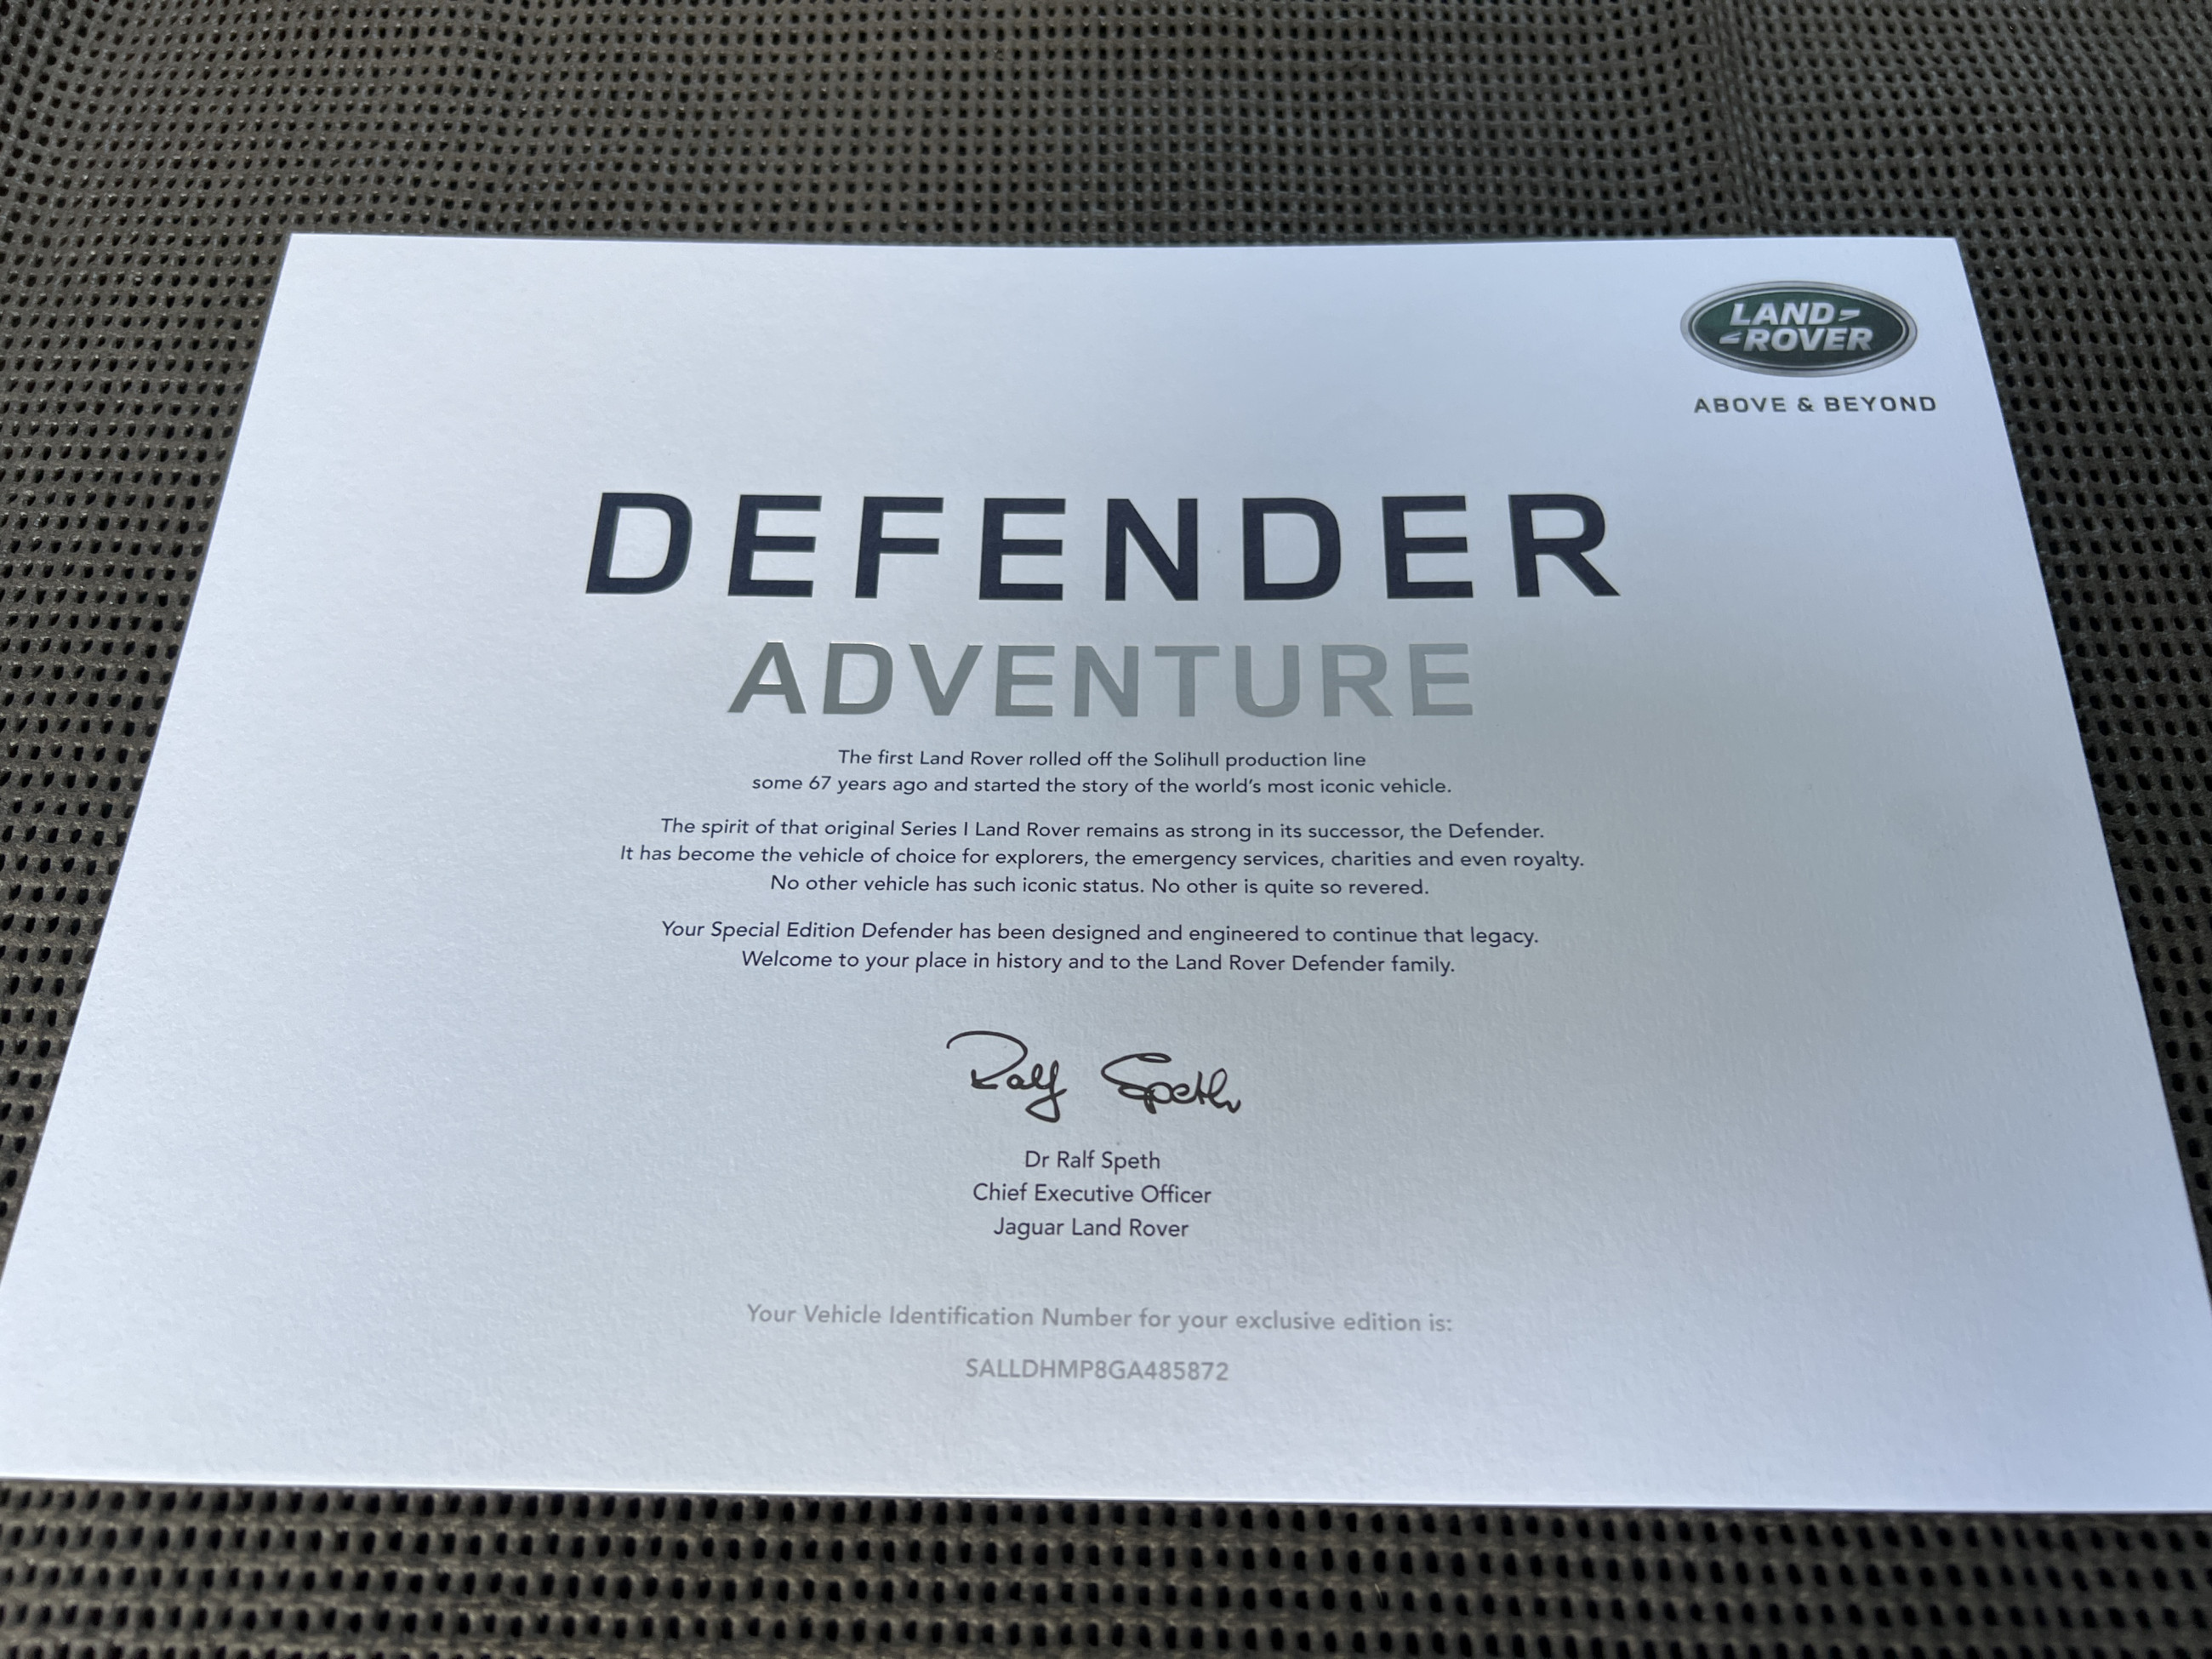 LAND
ROVER
ABOVE & BEYOND
DEFENDER
ADVENTURE
The first Land Rover rolled off the Solihull production line
some 67 years ago and started the story of the world's most iconic vehicle.
The spirit of that original Series I Land Rover remains as strong in its successor, the Defender.
It has become the vehicle of choice for explorers, the emergency services, charities and even royalty.
No other vehicle has such iconic status. No other is quite so revered.
Your Special Edition Defender has been designed and engineered to continue that legacy.
Welcome to your place in history and to the Land Rover Defender family.
Ralf Speth
Dr Ralf Speth
Chief Executive Officer
Jaguar Land Rover
Your Vehicle Identification Number for your exclusive edition is:
SALLDHMP8GA485872